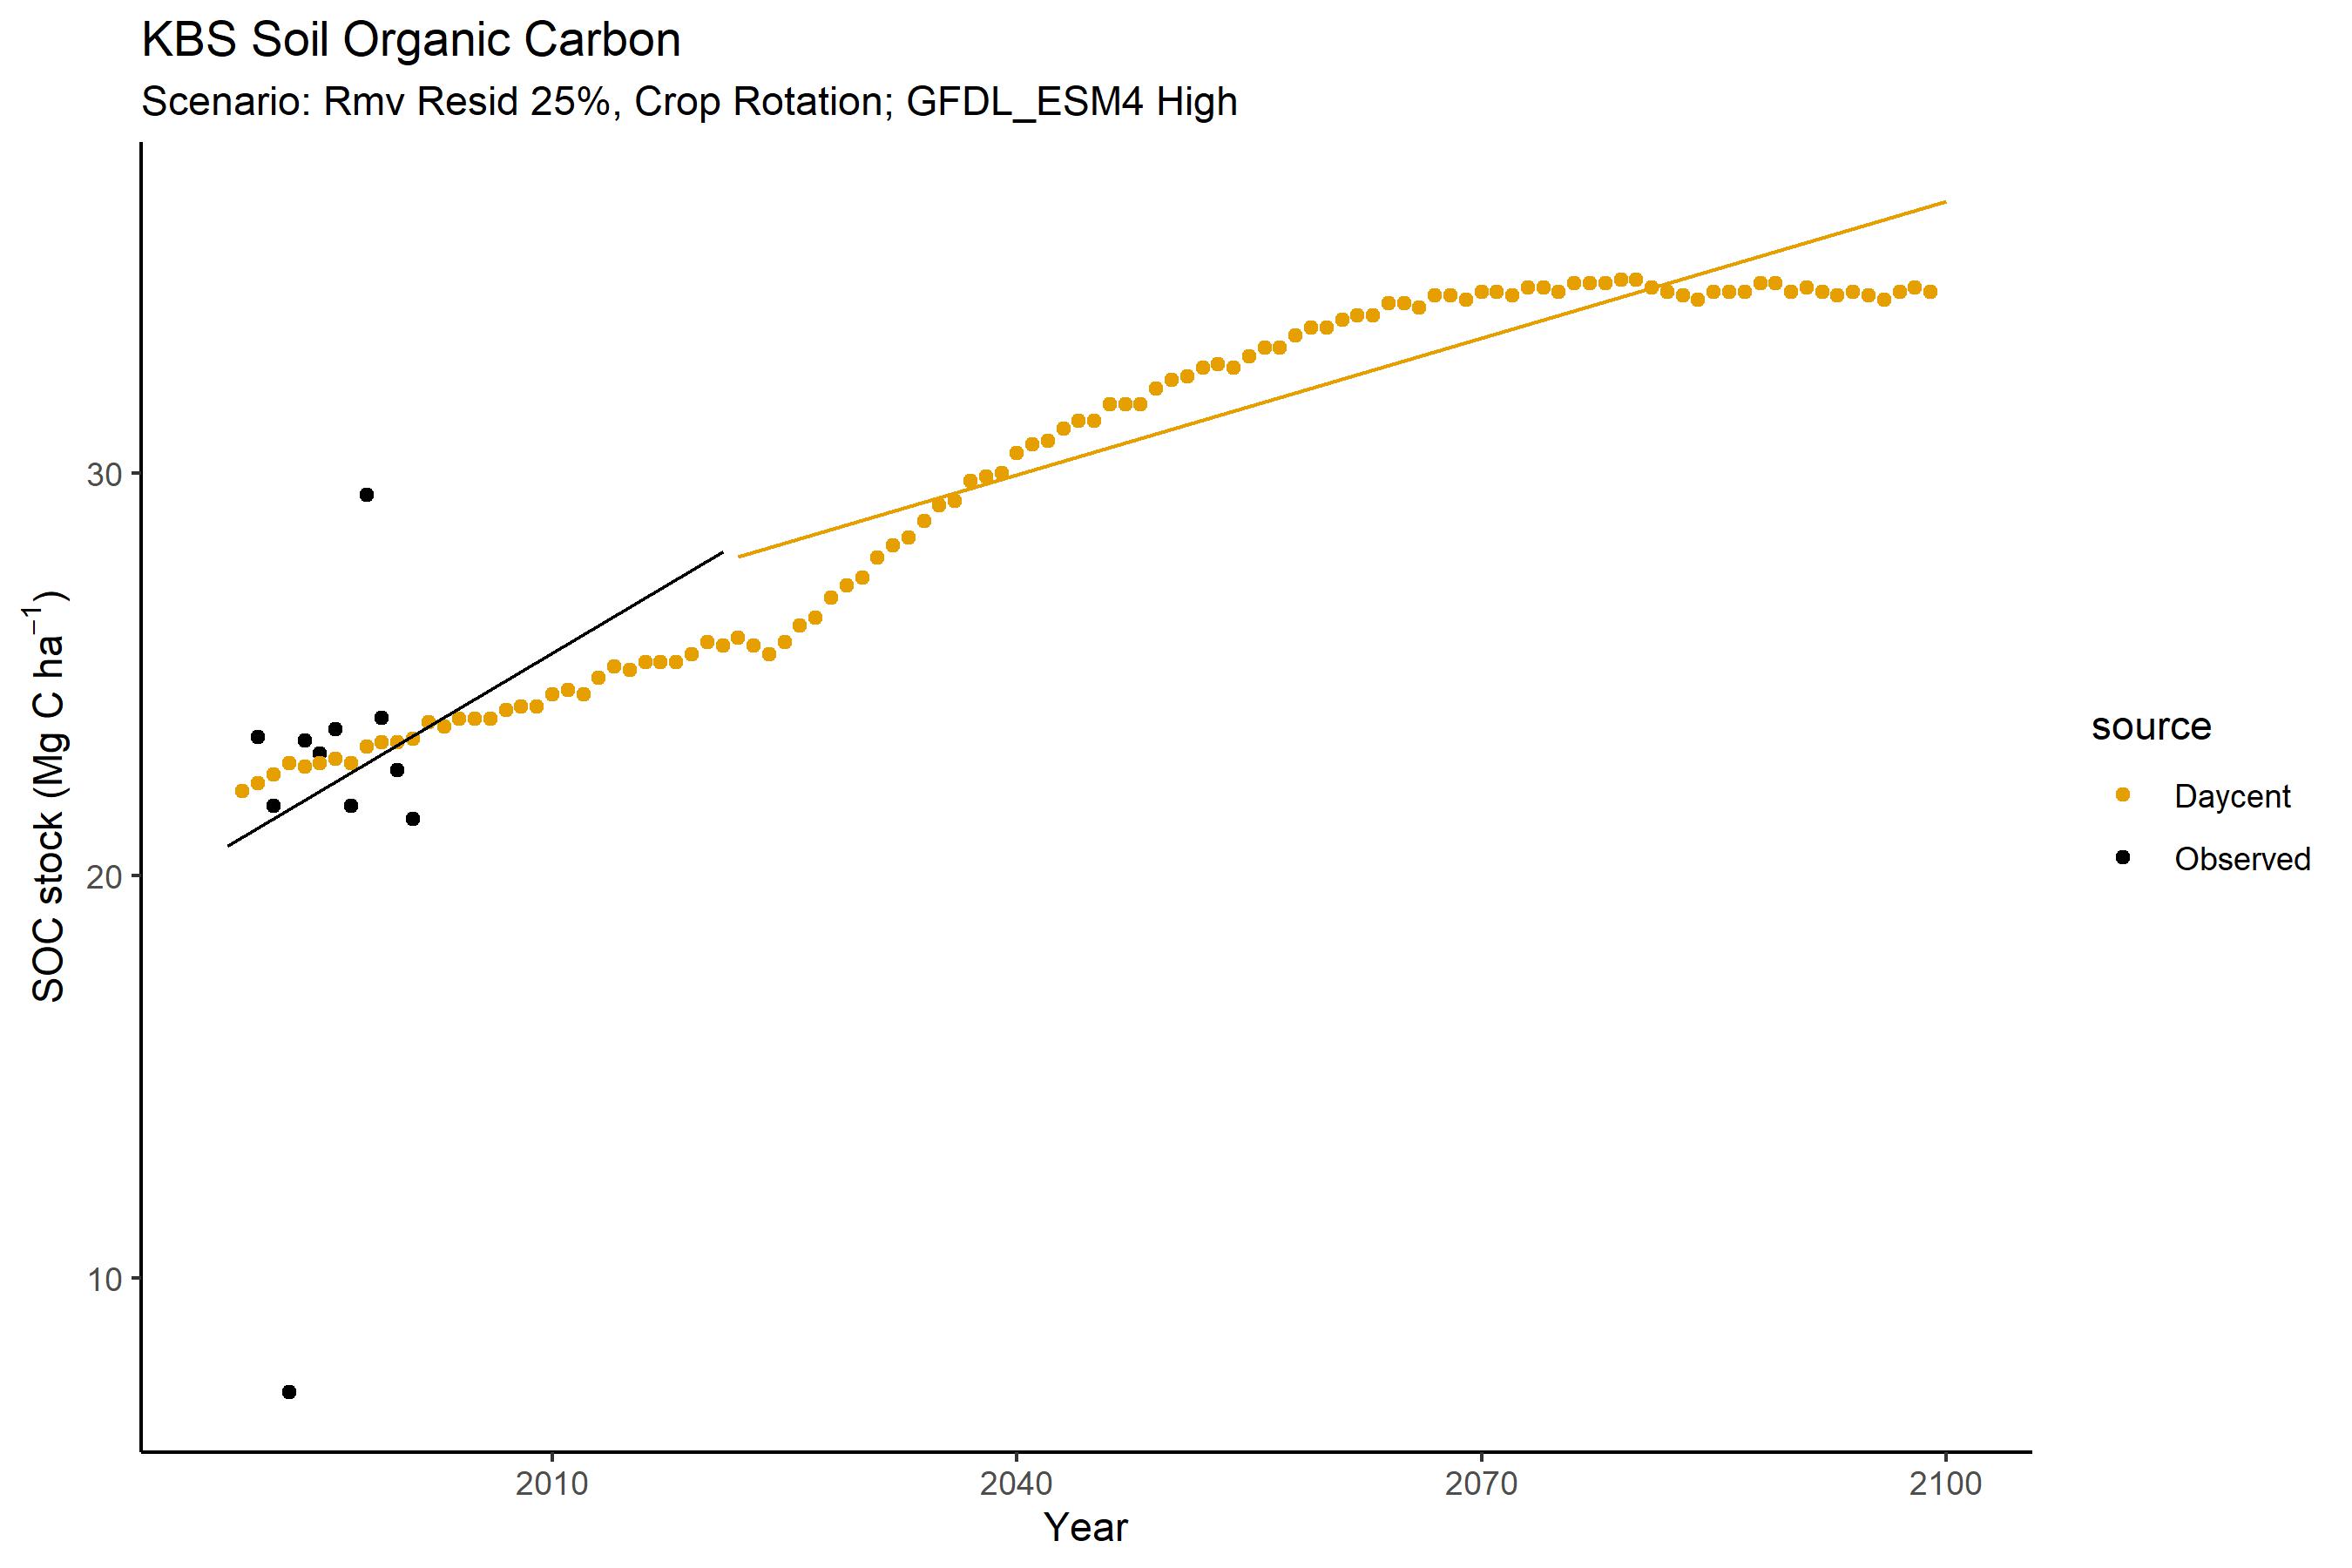 KBS Soil Organic Carbon
Scenario: Rmv Resid 25%, Crop Rotation; GFDL_ESM4 High
SOC stock (Mg C ha⁻¹)
30
20
10
2010 2040 2070 2100
Year
source
Daycent
Observed